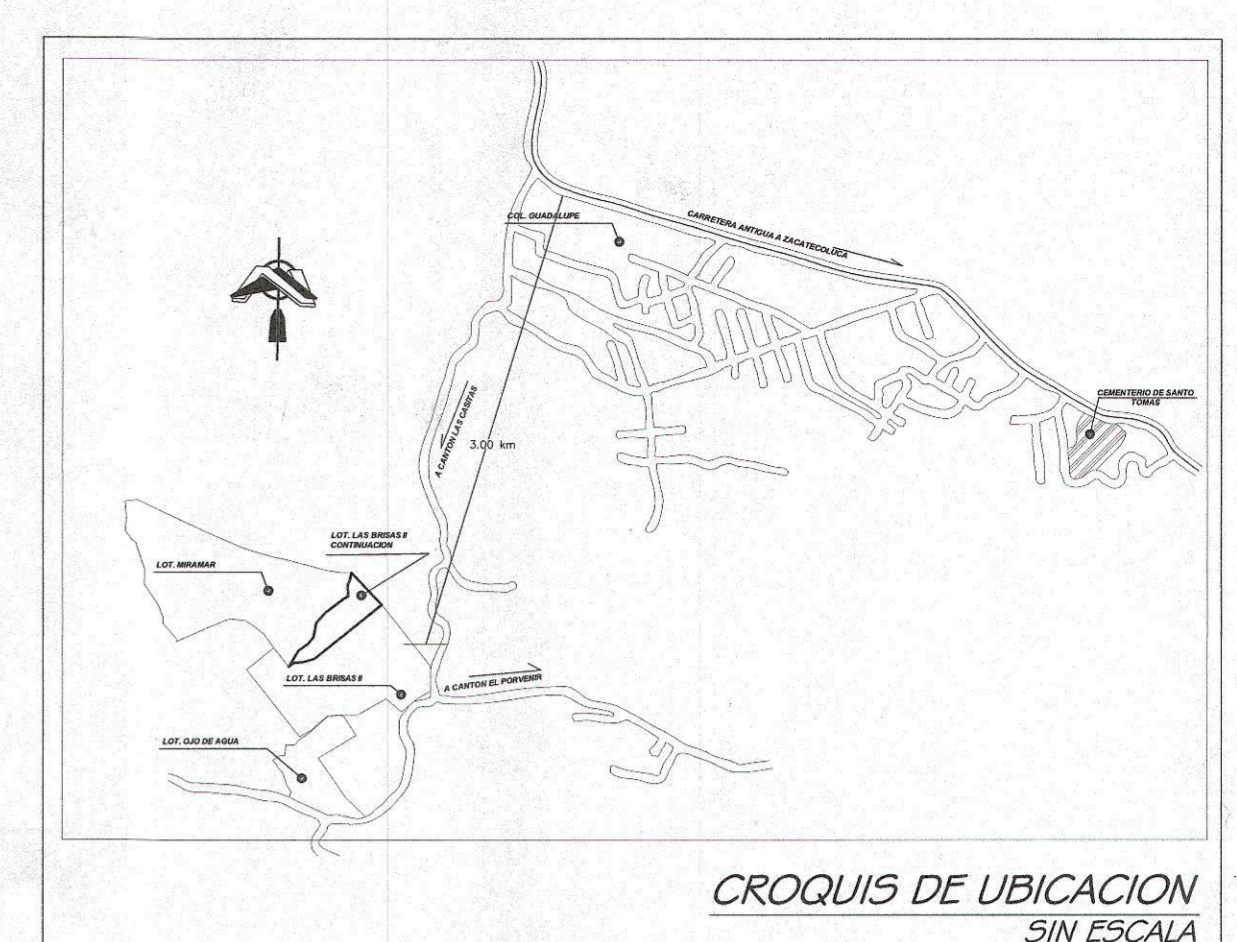 COL. GUADALUPE
CARRETERA ANTIGUA A ZACATECOLUCA
CEMENTERIO DE SANTO
TOMAS
A CANTON LAS CASITAS
3.00 km
LOT. LAS BRISAS II
CONTINUACION
LOT. MIRAMAR
LOT. LAS BRISAS II
A CANTON EL PORVENIR
LOT. OJO DE AGUA
CROQUIS DE UBICACION
SIN ESCALA